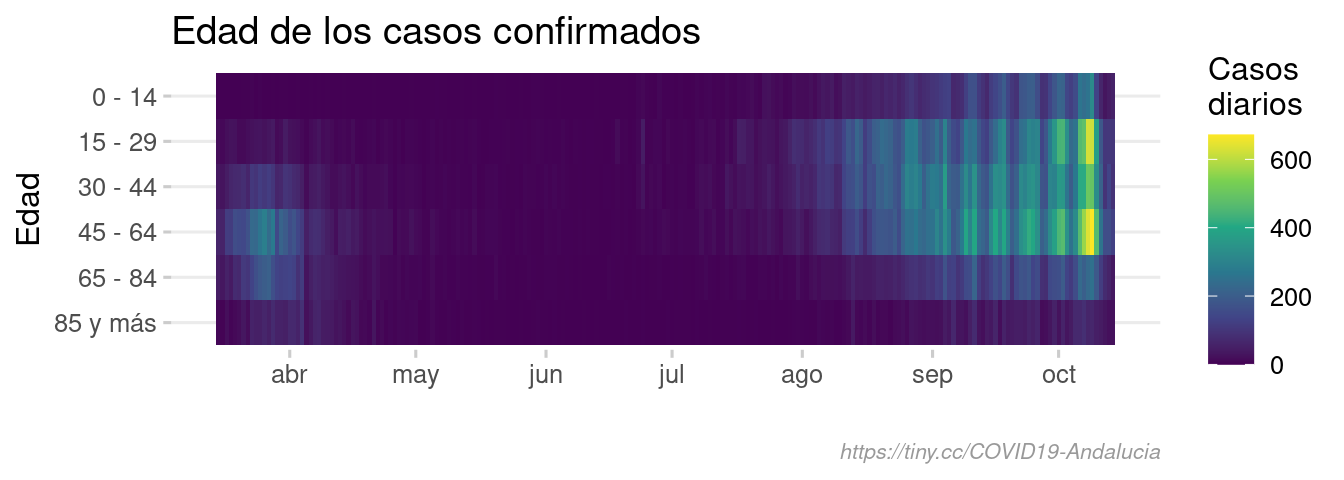 Edad de los casos confirmados
Edad
0 - 14
15 - 29
30 - 44
45 - 64
65 - 84
85 y más
abr may jun jul ago sep oct
Casos
diarios
600
400
200
0
https://tiny.cc/COVID19-Andalucia